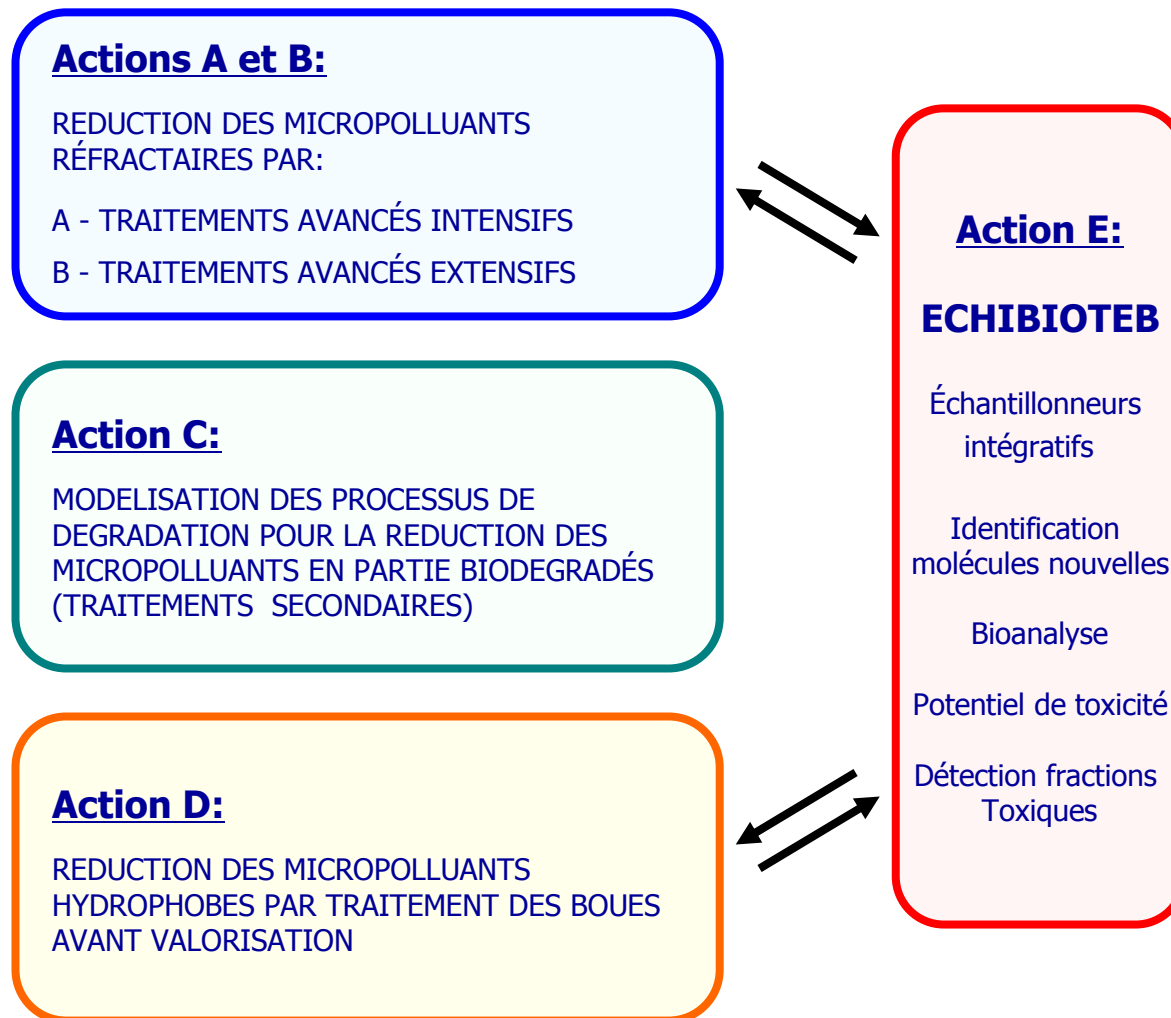 Actions A et B:
REDUCTION DES MICROPOLLUANTS
RÉFRACTAIRES PAR:
A - TRAITEMENTS AVANCÉS INTENSIFS
B - TRAITEMENTS AVANCÉS EXTENSIFS
Action C:
MODELISATION DES PROCESSUS DE
DEGRADATION POUR LA REDUCTION DES
MICROPOLLUANTS EN PARTIE BIODEGRADÉS
(TRAITEMENTS SECONDAIRES)
Action D:
REDUCTION DES MICROPOLLUANTS
HYDROPHOBES PAR TRAITEMENT DES BOUES
AVANT VALORISATION
Action E:
ECHIBIOTEB
Échantillonneurs
intégratifs
Identification
molécules nouvelles
Bioanalyse
Potentiel de toxicité
Détection fractions
Toxiques